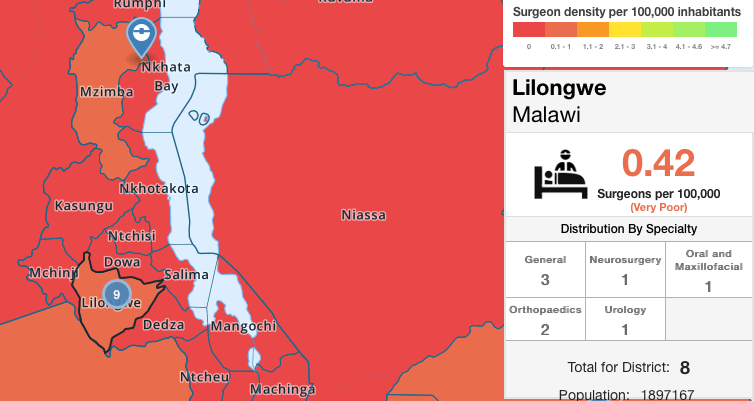 Rumphi
Surgeon density per 100,000 inhabitants
0
0.1 - 1
1.1 - 2
2.1 - 3
3.1 - 4
4.1 - 4.6
>= 4.7
Nkhata
Bay
Mzimba
Nkhotakota
Kasungu
Niassa
Ntchisi
Dowa
Mchinji
Salima
9
Lilongwe
Dedza
Mangochi
Ntcheu
Machinga
Lilongwe
Malawi
0.42
Surgeons per 100,000
(Very Poor)
Distribution By Specialty
General
3
Neurosurgery
1
Oral and
Maxillofacial
1
Orthopaedics
2
Urology
1
Total for District: 8
Population: 1897167